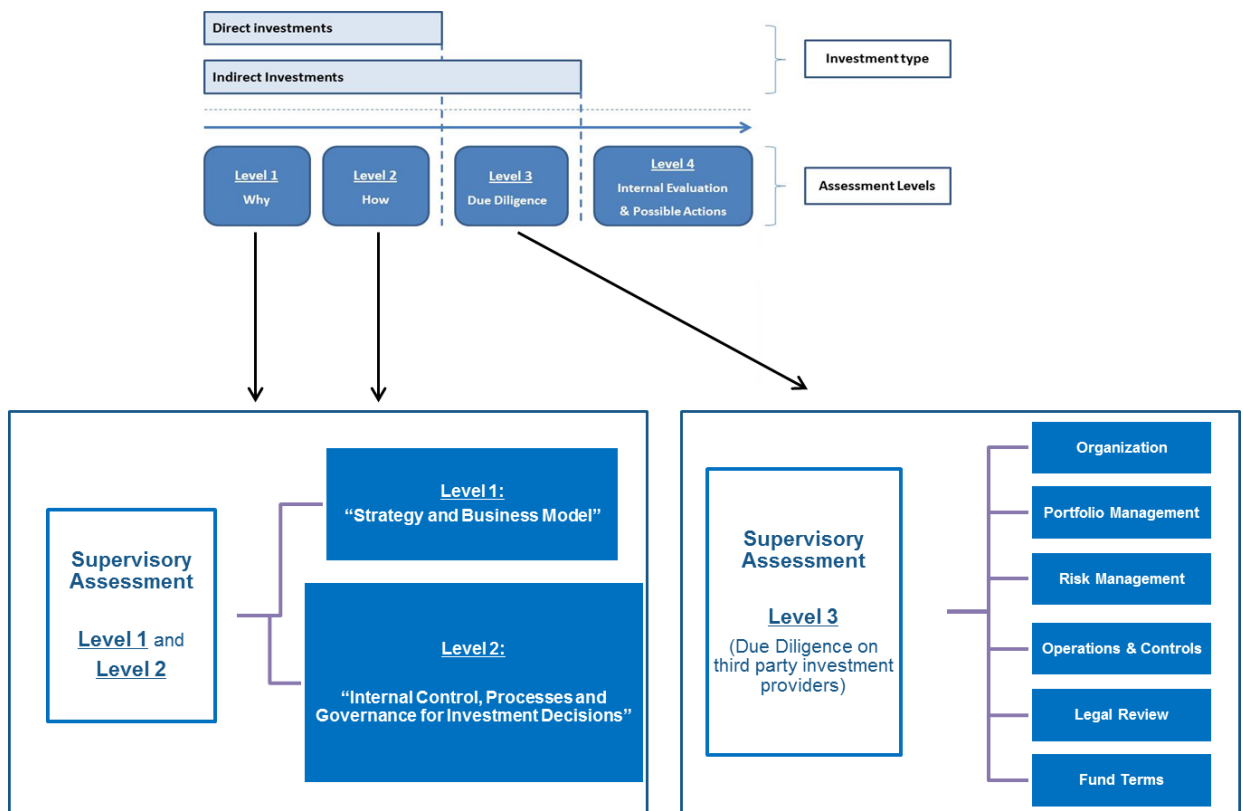 Direct investments
Indirect Investments
Investment type
Level 1
Why
Level 2
How
Level 3
Due Diligence
Level 4
Internal Evaluation
& Possible Actions
Assessment Levels
Supervisory
Assessment
Level 1 and
Level 2
Level 1:
“Strategy and Business Model”
Level 2:
“Internal Control, Processes and
Governance for Investment Decisions”
Supervisory
Assessment
Level 3
(Due Diligence on
third party investment
providers)
Organization
Portfolio Management
Risk Management
Operations & Controls
Legal Review
Fund Terms